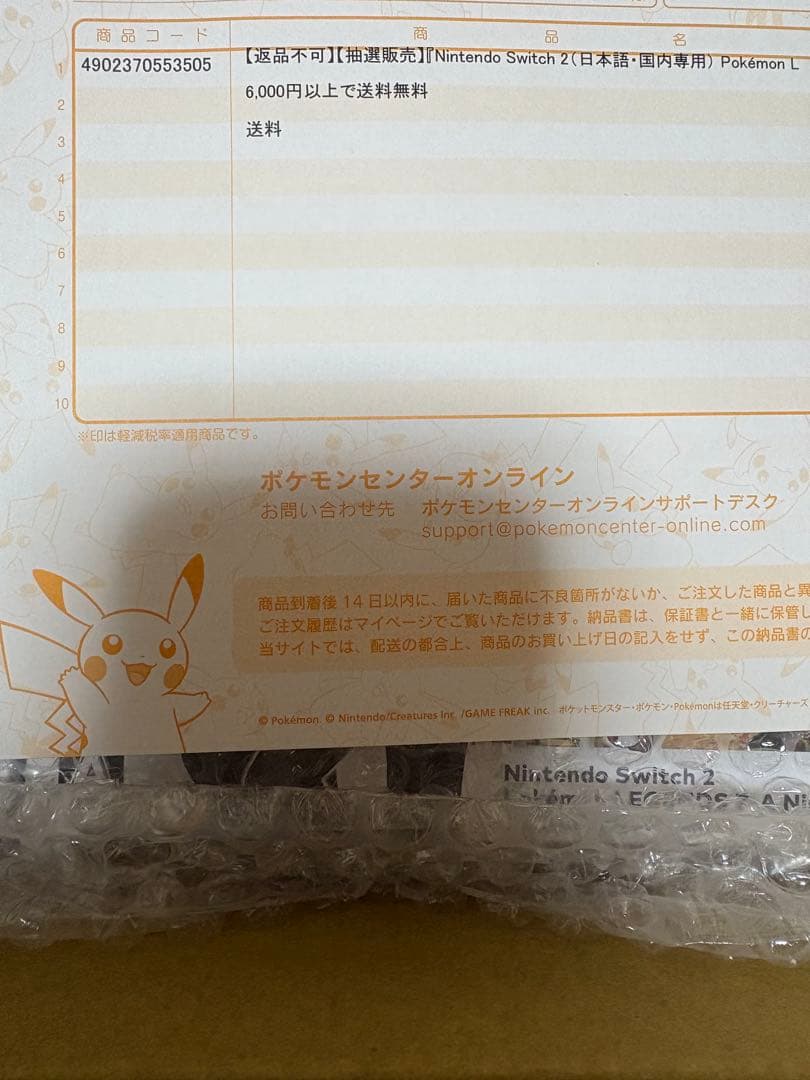 商品コード 商品名
1 4902370553505 【返品不可】【抽選販売】『Nintendo Switch 2(日本語・国内専用) Pokémon L
2 6,000円以上で送料無料
3 送料
4
5
6
7
8
9
10
※印は軽減税率適用商品です。
ポケモンセンターオンライン
お問い合わせ先 ポケモンセンターオンラインサポートデスク
support@pokemoncenter-online.com
商品到着後14日以内に、届いた商品に不良箇所がないか、ご注文した商品と異
ご注文履歴はマイページでご覧いただけます。納品書は、保証書と一緒に保管し
当サイトでは、配送の都合上、商品のお買い上げ日の記入をせず、この納品書の
© Pokémon. © Nintendo/Creatures Inc. /GAME FREAK inc. ポケットモンスター・ポケモン・Pokémonは任天堂・クリーチャーズ
Nintendo Switch 2
Pokémon LEGENDS Z-A Ni